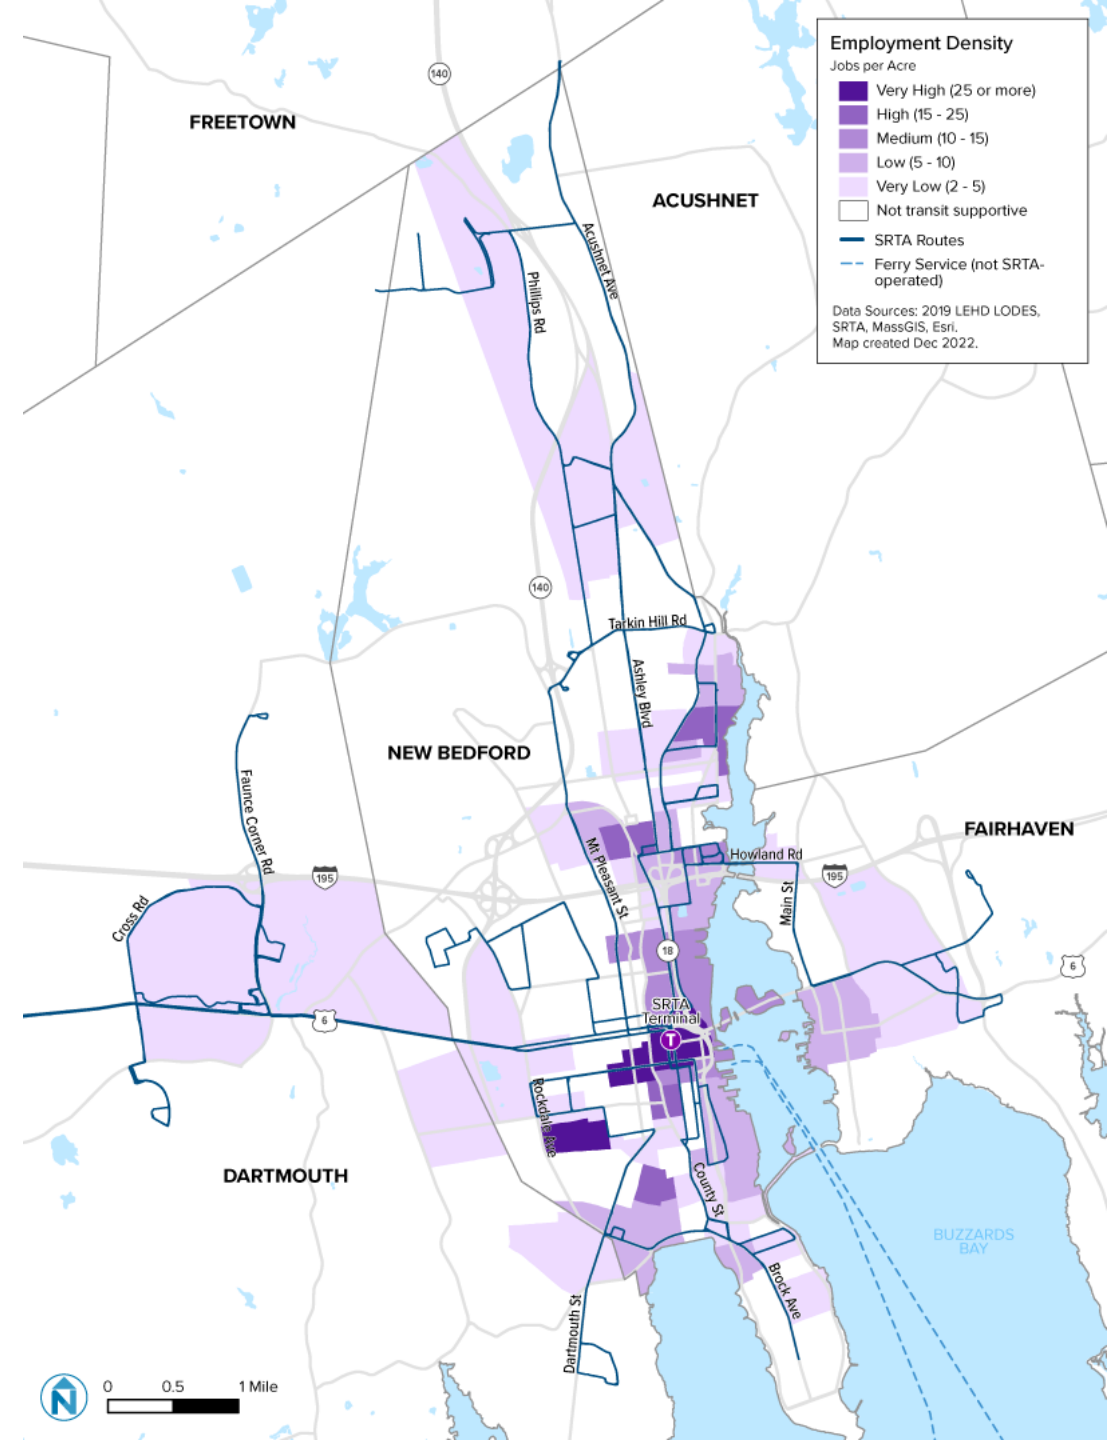 Employment Density
Jobs per Acre
Very High (25 or more)
High (15 - 25)
Medium (10 - 15)
Low (5 - 10)
Very Low (2 - 5)
Not transit supportive
SRTA Routes
Ferry Service (not SRTA-
operated)
Data Sources: 2019 LEHD LODES,
SRTA, MassGIS, Esri.
Map created Dec 2022.
140
FREETOWN
ACUSHNET
Acushnet Ave
Phillips Rd
140
Tarkin Hill Rd
Ashley Blvd
NEW BEDFORD
Faunce Corner Rd
FAIRHAVEN
Mt Pleasant St
Howland Rd
195
195
Main St
Cross Rd
18
6
SRTA
Terminal
T
6
Rockdale Ave
DARTMOUTH
County St
BUZZARDS
BAY
Brock Ave
Dartmouth St
N
0 0.5 1 Mile